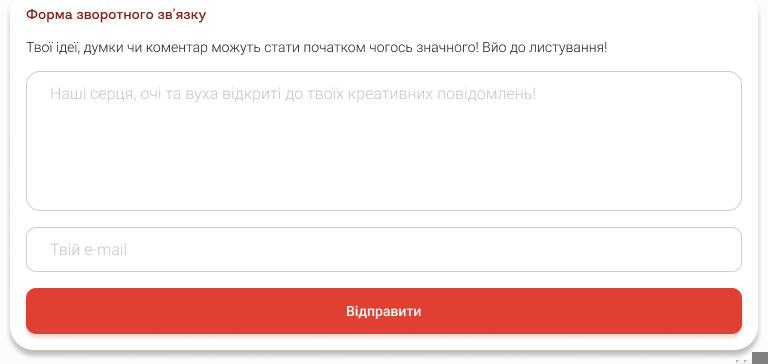 Форма зворотного зв’язку
Твої ідеї, думки чи коментар можуть стати початком чогось значного! Вйо до листування!
Наші серця, очі та вуха відкриті до твоїх креативних повідомлень!
Твій e-mail
Відправити